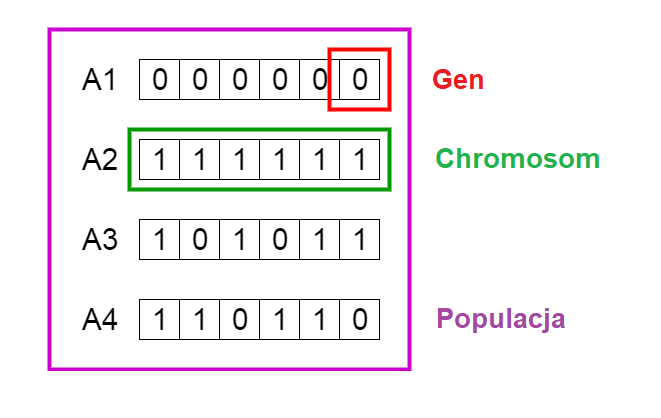 A1 0 0 0 0 0 0 Gen
A2 1 1 1 1 1 1 Chromosom
A3 1 0 1 0 1 1
A4 1 1 0 1 1 0 Populacja